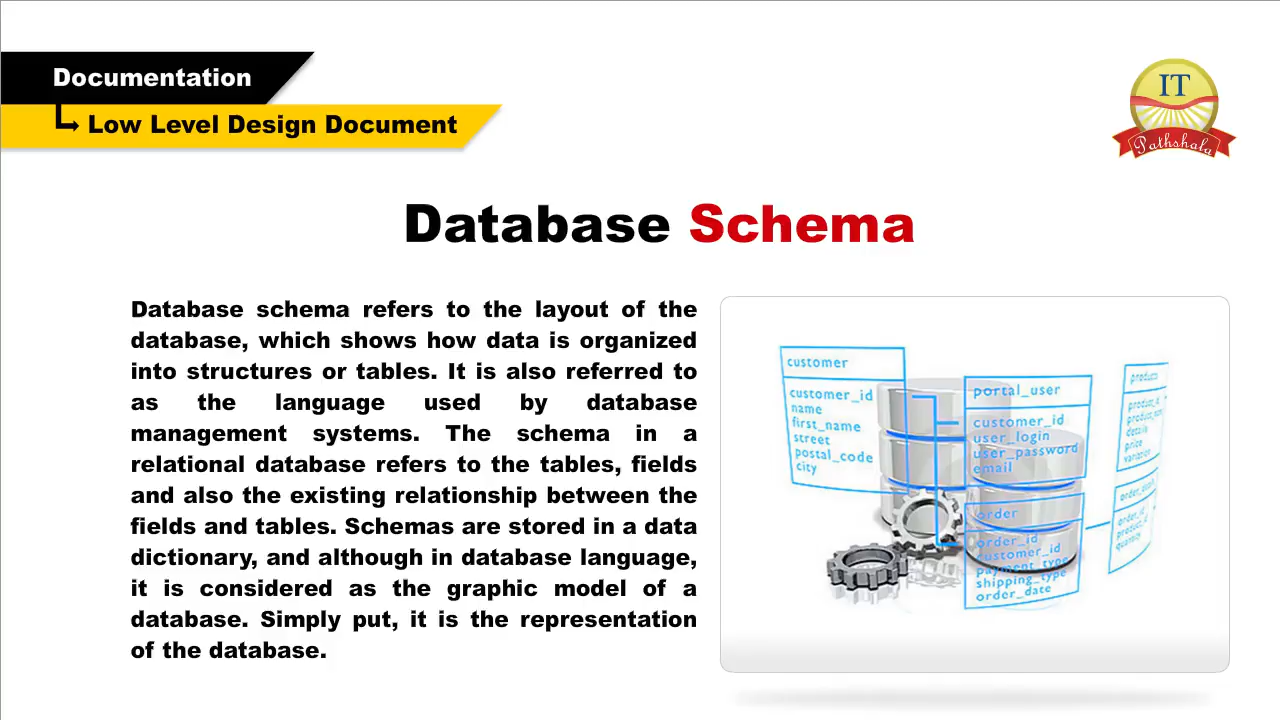 Documentation
Low Level Design Document
IT
Pathshala
Database Schema
Database schema refers to the layout of the
database, which shows how data is organized
into structures or tables. It is also referred to
as the language used by database
management systems. The schema in a
relational database refers to the tables, fields
and also the existing relationship between the
fields and tables. Schemas are stored in a data
dictionary, and although in database language,
it is considered as the graphic model of a
database. Simply put, it is the representation
of the database.
customer
customer_id
name
first_name
street
postal_code
city
portal_user
customer_id
user_login
user_password
email
order
order_id
customer_id
payment_type
shipping_type
order_date
products
product_id
details
price
order_id
product_id
quantity